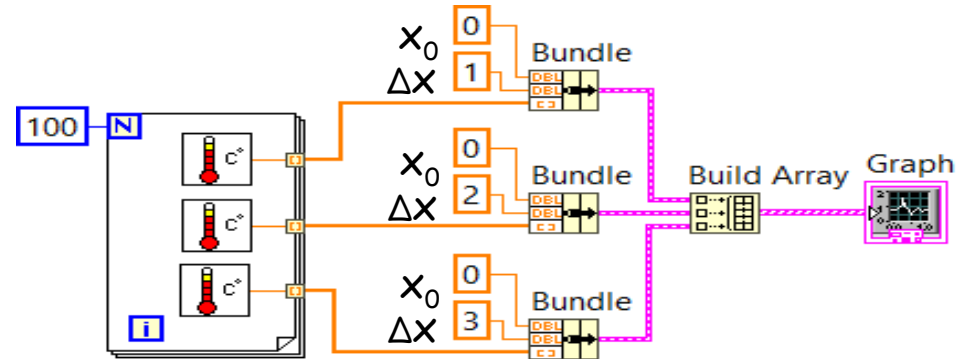 x₀ 0 Bundle
Δx 1 DBL
DBL
100 N
C°
x₀ 0 Bundle Build Array Graph
Δx 2 DBL
DBL
C°
x₀ 0 Bundle
Δx 3 DBL
DBL
C°
i